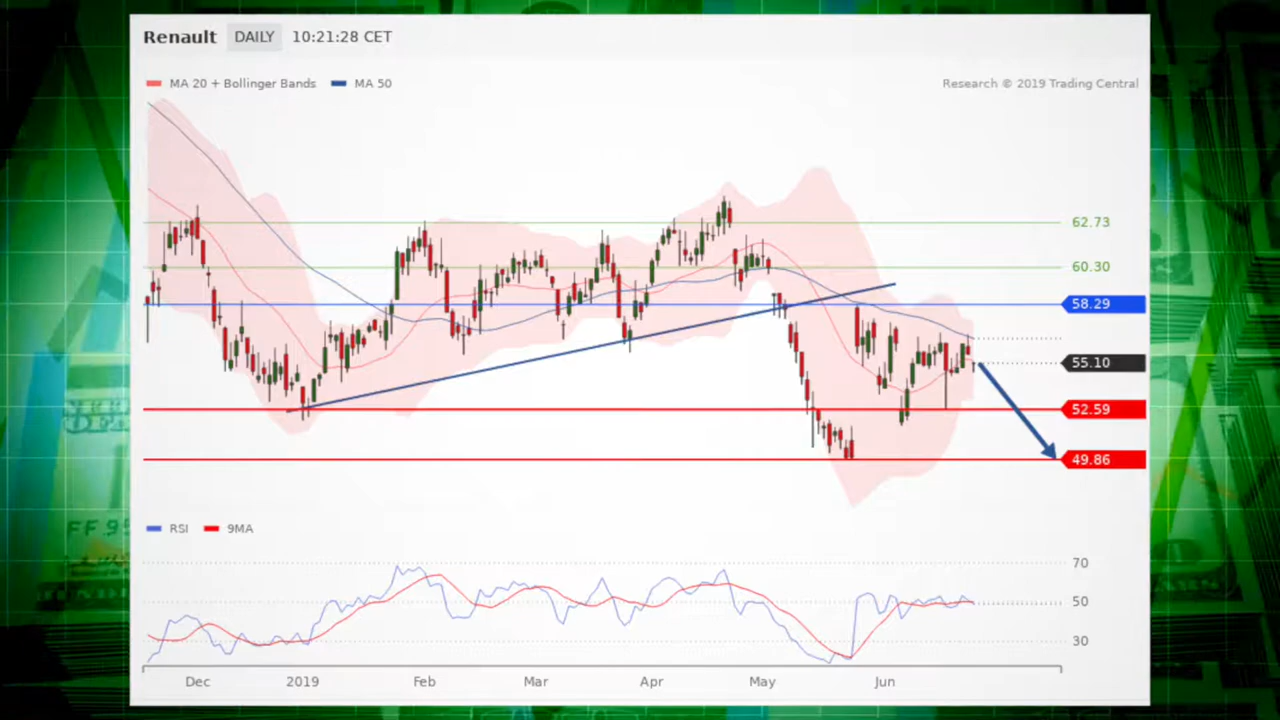 Renault DAILY 10:21:28 CET
MA 20 + Bollinger Bands MA 50 Research © 2019 Trading Central
62.73
60.30
58.29
55.10
52.59
49.86
RSI 9MA
FF 95
70
50
30
Dec 2019 Feb Mar Apr May Jun